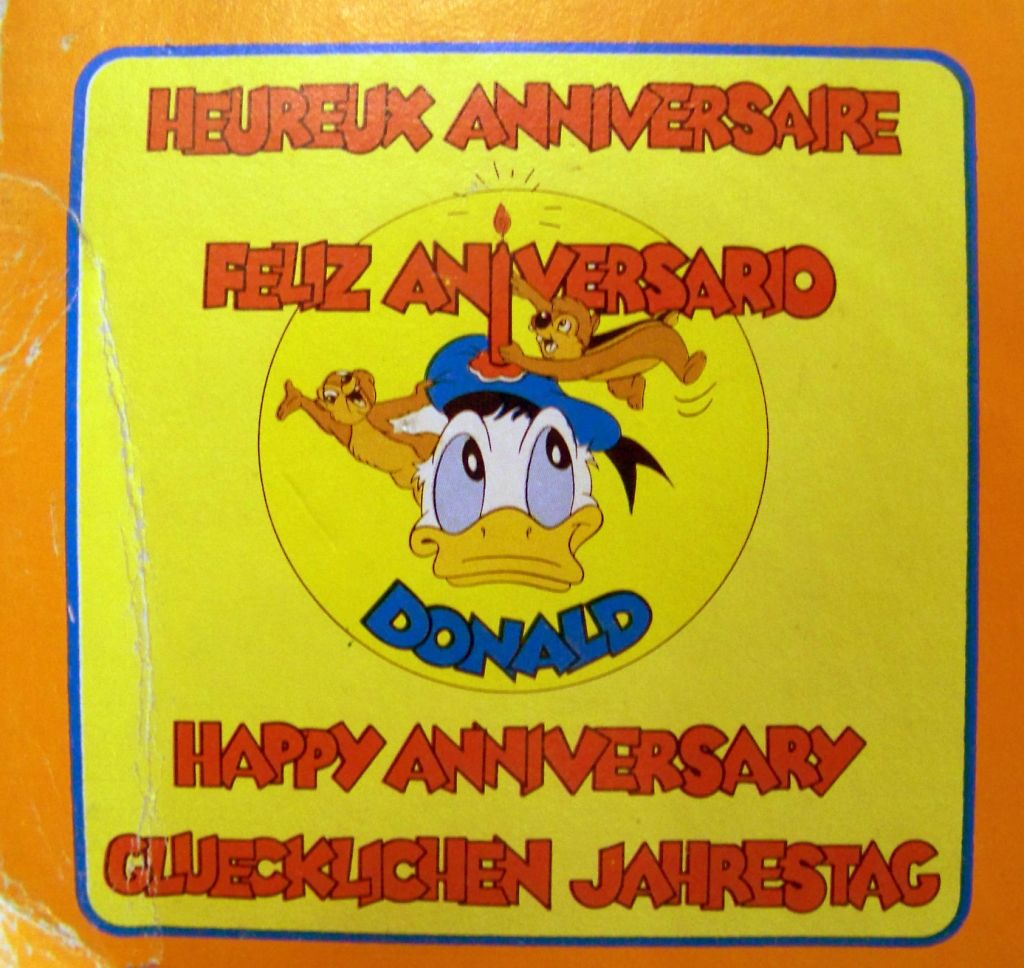 HEUREUX ANNIVERSAIRE
FELIZ ANIVERSARIO
DONALD
HAPPY ANNIVERSARY
GLUECKLICHEN JAHRESTAG